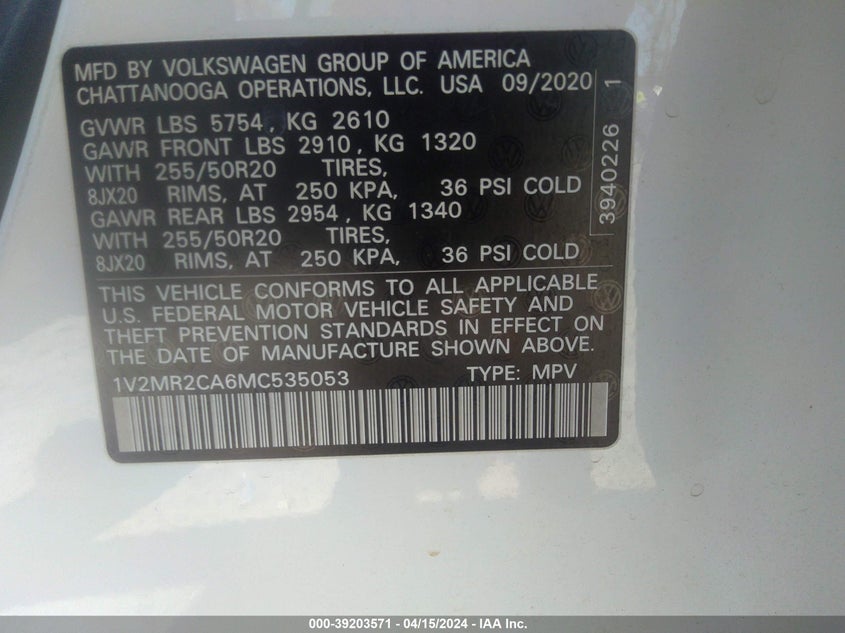 MFD BY VOLKSWAGEN GROUP OF AMERICA
CHATTANOOGA OPERATIONS, LLC. USA 09/2020
GVWR LBS 5754, KG 2610
GAWR FRONT LBS 2910, KG 1320
WITH 255/50R20 TIRES,
8JX20 RIMS, AT 250 KPA, 36 PSI COLD
GAWR REAR LBS 2954, KG 1340
WITH 255/50R20 TIRES,
8JX20 RIMS, AT 250 KPA, 36 PSI COLD
3940226 1
THIS VEHICLE CONFORMS TO ALL APPLICABLE
U.S. FEDERAL MOTOR VEHICLE SAFETY AND
THEFT PREVENTION STANDARDS IN EFFECT ON
THE DATE OF MANUFACTURE SHOWN ABOVE.
1V2MR2CA6MC535053 TYPE: MPV
000-39203571 - 04/15/2024 - IAA Inc.